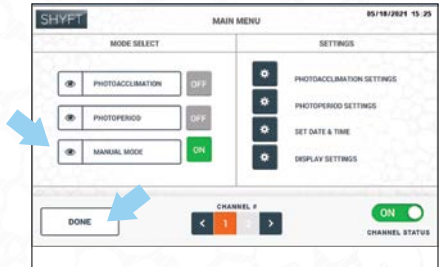 SHYFT
MAIN MENU
05/18/2021 15:25
MODE SELECT
SETTINGS
PHOTOACCLIMATION
OFF
PHOTOPERIOD
OFF
MANUAL MODE
ON
PHOTOACCLIMATION SETTINGS
PHOTOPERIOD SETTINGS
SET DATE & TIME
DISPLAY SETTINGS
DONE
CHANNEL #
< 1 2 >
ON
CHANNEL STATUS